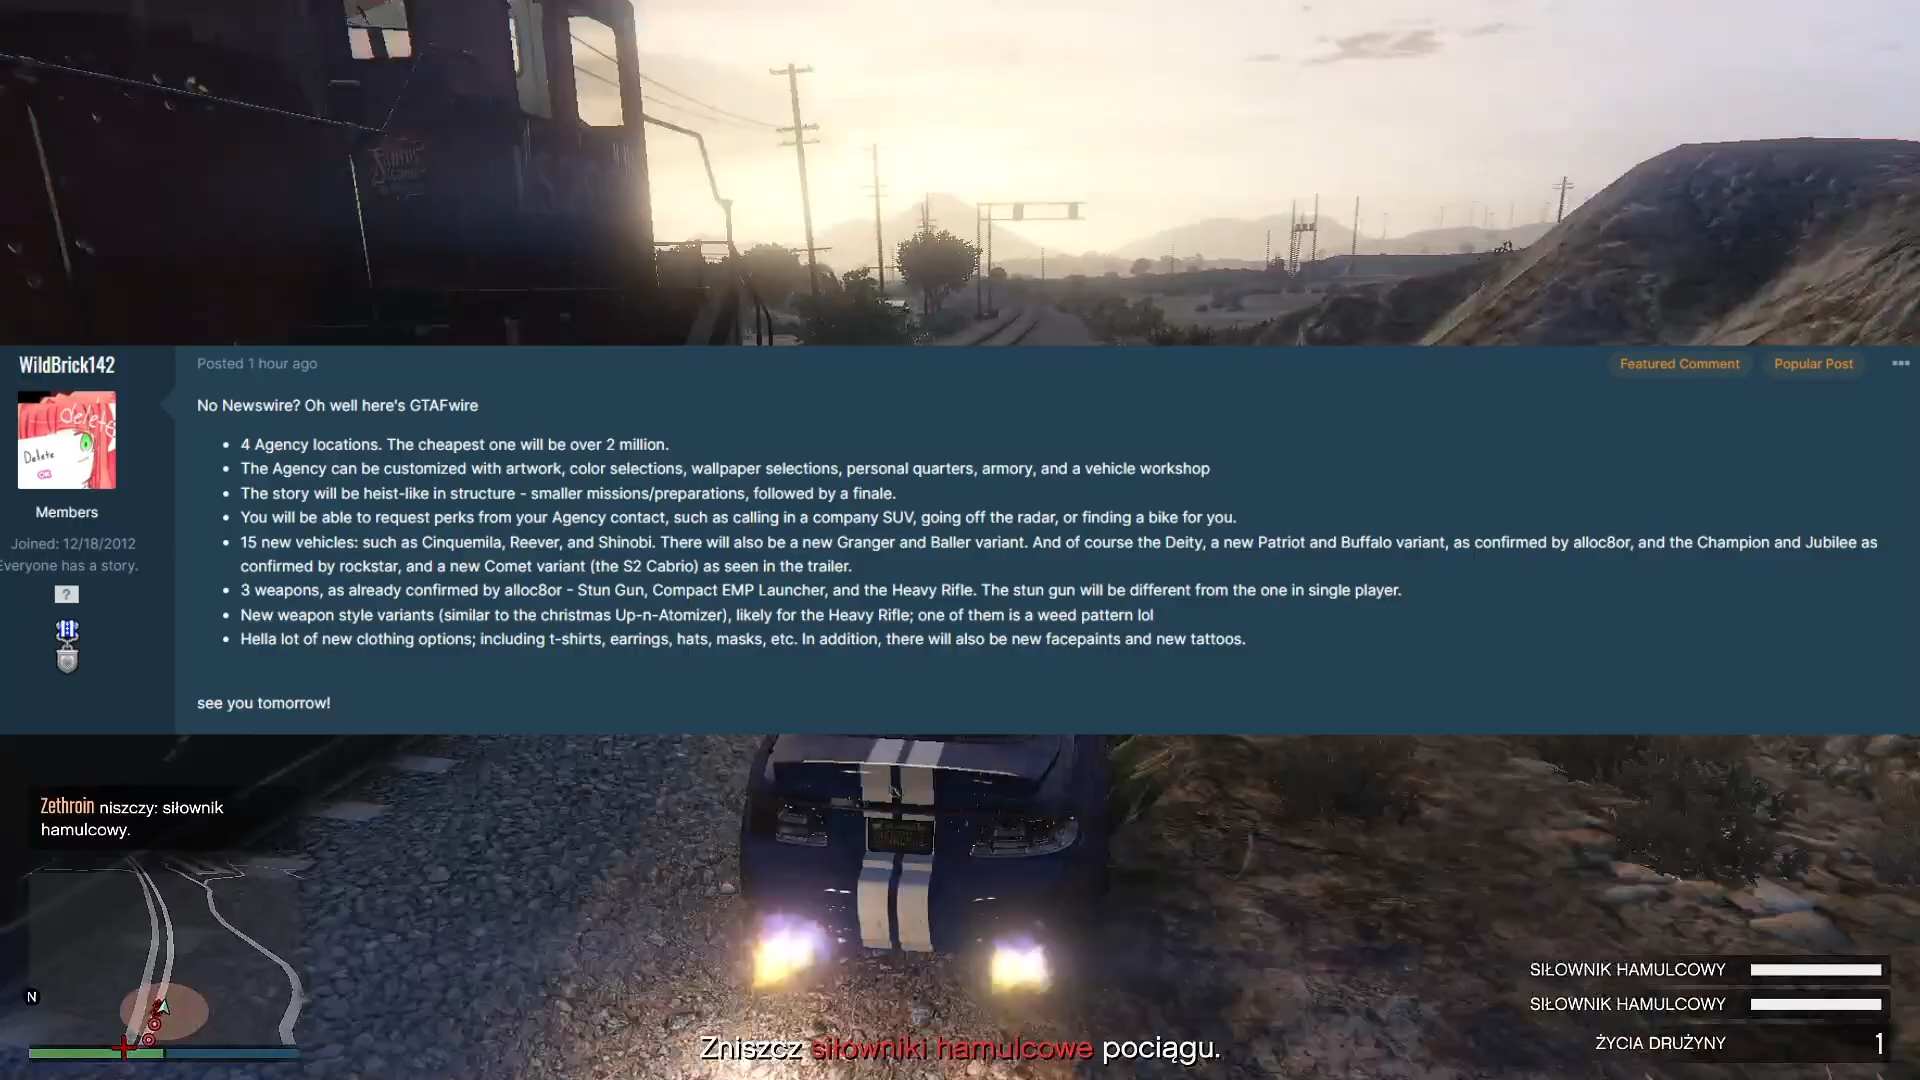 WildBrick142
Posted 1 hour ago
Featured Comment
Popular Post
No Newswire? Oh well here's GTAFwire
delete
Delete
OK
Members
Joined: 12/18/2012
Everyone has a story.
?
• 4 Agency locations. The cheapest one will be over 2 million.
• The Agency can be customized with artwork, color selections, wallpaper selections, personal quarters, armory, and a vehicle workshop
• The story will be heist-like in structure - smaller missions/preparations, followed by a finale.
• You will be able to request perks from your Agency contact, such as calling in a company SUV, going off the radar, or finding a bike for you.
• 15 new vehicles: such as Cinquemila, Reever, and Shinobi. There will also be a new Granger and Baller variant. And of course the Deity, a new Patriot and Buffalo variant, as confirmed by alloc8or, and the Champion and Jubilee as
confirmed by rockstar, and a new Comet variant (the S2 Cabrio) as seen in the trailer.
• 3 weapons, as already confirmed by alloc8or - Stun Gun, Compact EMP Launcher, and the Heavy Rifle. The stun gun will be different from the one in single player.
• New weapon style variants (similar to the christmas Up-n-Atomizer), likely for the Heavy Rifle; one of them is a weed pattern lol
• Hella lot of new clothing options; including t-shirts, earrings, hats, masks, etc. In addition, there will also be new facepaints and new tattoos.
see you tomorrow!
Zethroin niszczy: siłownik
hamulcowy.
N
SIŁOWNIK HAMULCOWY
SIŁOWNIK HAMULCOWY
ŻYCIA DRUŻYNY 1
Zniszcz siłowniki hamulcowe pociągu.